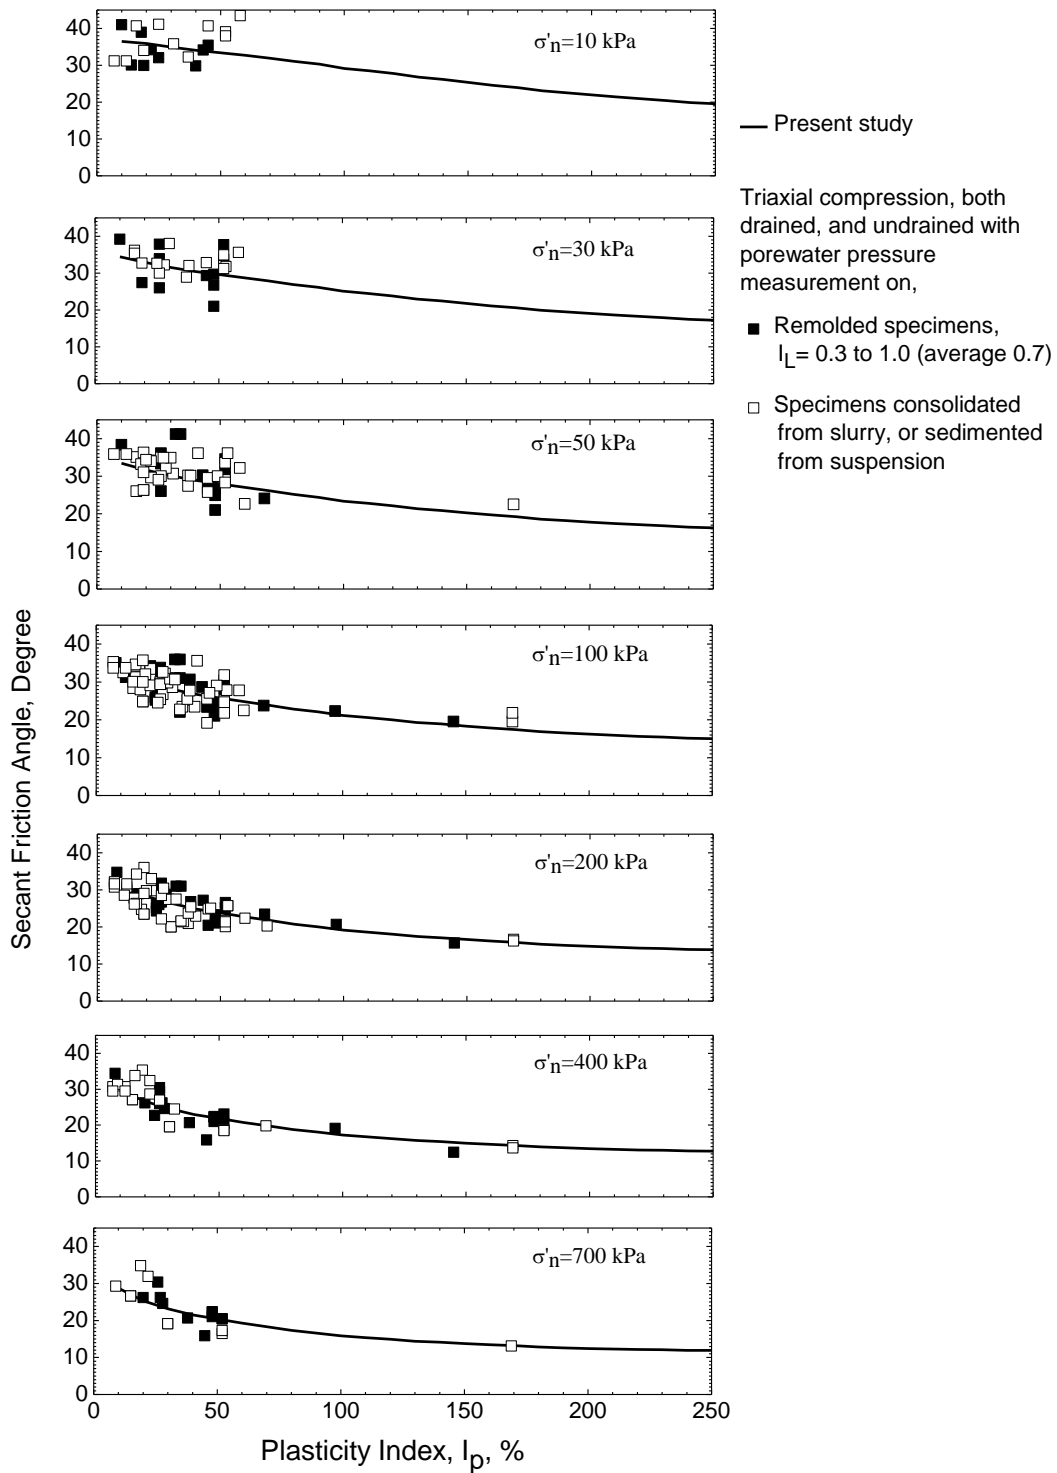 40
30
20
10
0
σ'n=10 kPa
40
30
20
10
0
σ'n=30 kPa
40
30
20
10
0
σ'n=50 kPa
40
30
20
10
0
σ'n=100 kPa
40
30
20
10
0
σ'n=200 kPa
40
30
20
10
0
σ'n=400 kPa
40
30
20
10
0
σ'n=700 kPa
0 50 100 150 200 250
Plasticity Index, Ip, %
Secant Friction Angle, Degree
Present study
Triaxial compression, both
drained, and undrained with
porewater pressure
measurement on,
Remolded specimens,
IL= 0.3 to 1.0 (average 0.7)
Specimens consolidated
from slurry, or sedimented
from suspension